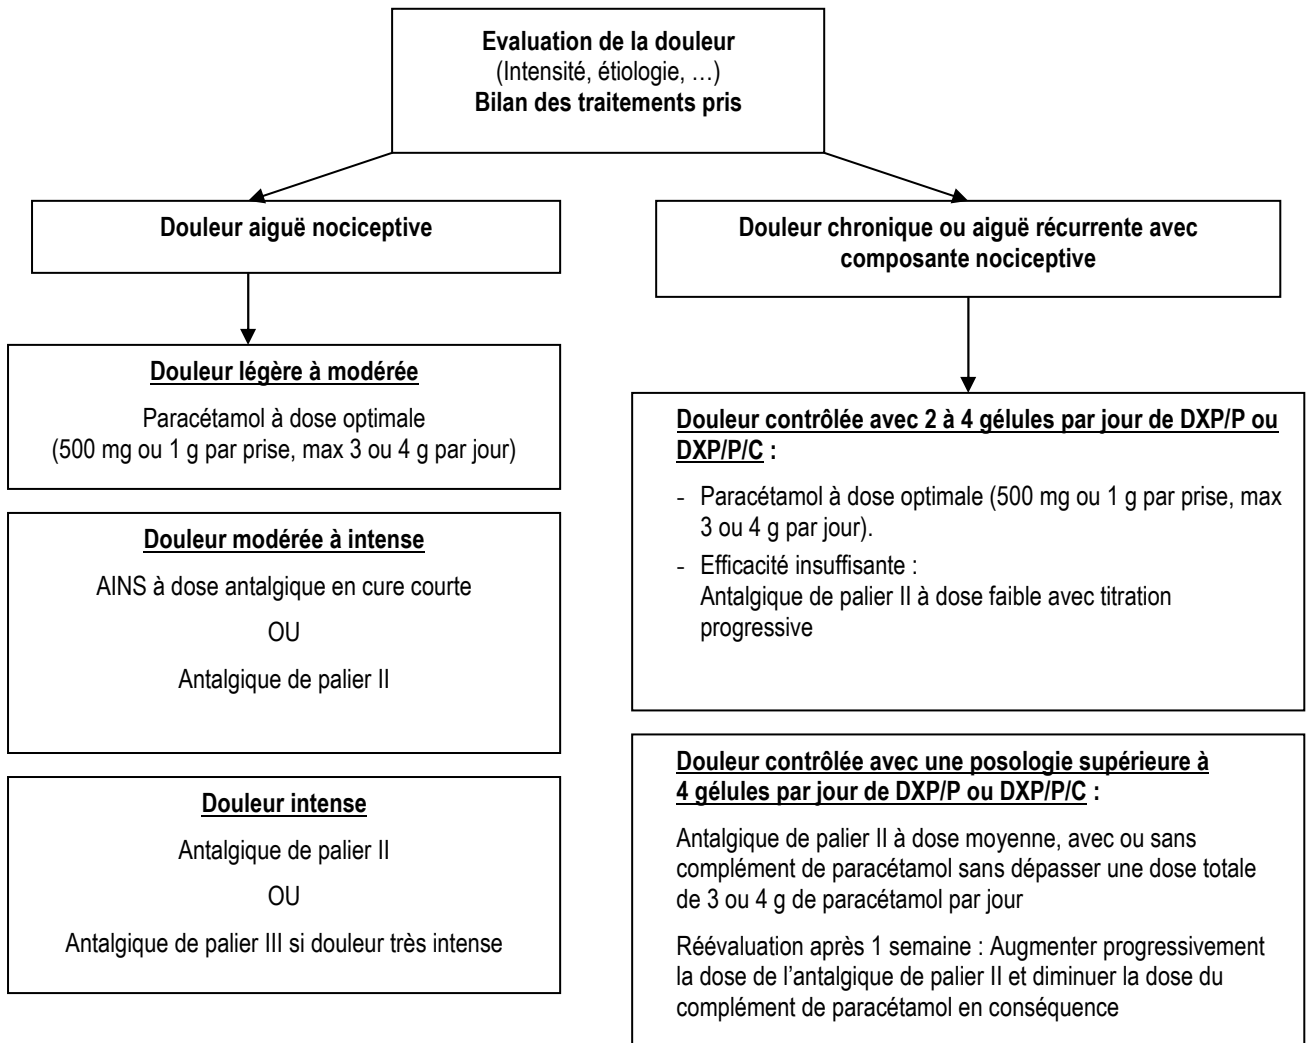 Evaluation de la douleur
(Intensité, étiologie, …)
Bilan des traitements pris
Douleur aiguë nociceptive
Douleur légère à modérée
Paracétamol à dose optimale
(500 mg ou 1 g par prise, max 3 ou 4 g par jour)
Douleur modérée à intense
AINS à dose antalgique en cure courte
OU
Antalgique de palier II
Douleur intense
Antalgique de palier II
OU
Antalgique de palier III si douleur très intense
Douleur chronique ou aiguë récurrente avec
composante nociceptive
Douleur contrôlée avec 2 à 4 gélules par jour de DXP/P ou
DXP/P/C :
- Paracétamol à dose optimale (500 mg ou 1 g par prise, max
3 ou 4 g par jour).
- Efficacité insuffisante :
Antalgique de palier II à dose faible avec titration
progressive
Douleur contrôlée avec une posologie supérieure à
4 gélules par jour de DXP/P ou DXP/P/C :
Antalgique de palier II à dose moyenne, avec ou sans
complément de paracétamol sans dépasser une dose totale
de 3 ou 4 g de paracétamol par jour
Réévaluation après 1 semaine : Augmenter progressivement
la dose de l’antalgique de palier II et diminuer la dose du
complément de paracétamol en conséquence